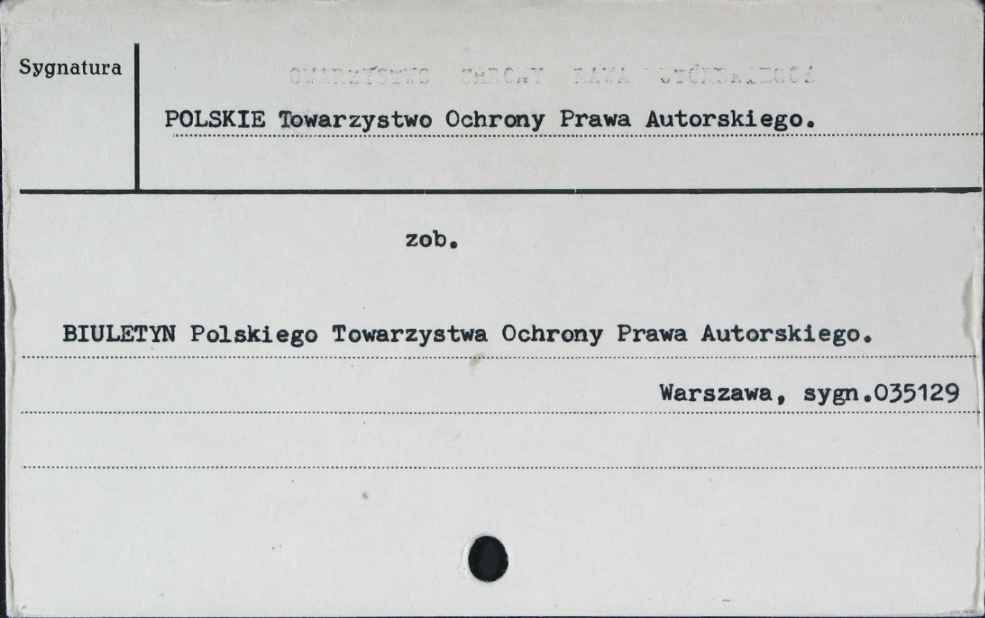 Sygnatura
POLSKIE Towarzystwo Ochrony Prawa Autorskiego.
zob.
BIULETYN Polskiego Towarzystwa Ochrony Prawa Autorskiego.
Warszawa, sygn.035129